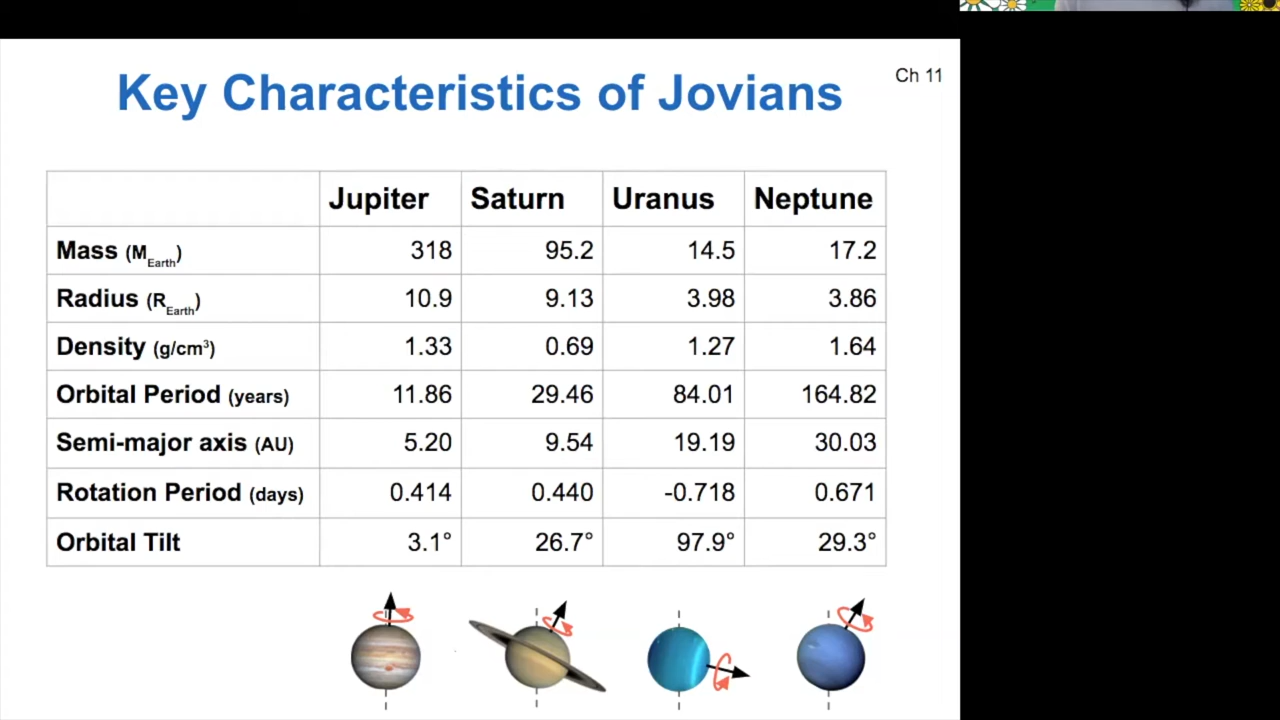 Ch 11
Key Characteristics of Jovians
Jupiter Saturn Uranus Neptune
Mass (MEarth) 318 95.2 14.5 17.2
Radius (REarth) 10.9 9.13 3.98 3.86
Density (g/cm³) 1.33 0.69 1.27 1.64
Orbital Period (years) 11.86 29.46 84.01 164.82
Semi-major axis (AU) 5.20 9.54 19.19 30.03
Rotation Period (days) 0.414 0.440 -0.718 0.671
Orbital Tilt 3.1° 26.7° 97.9° 29.3°